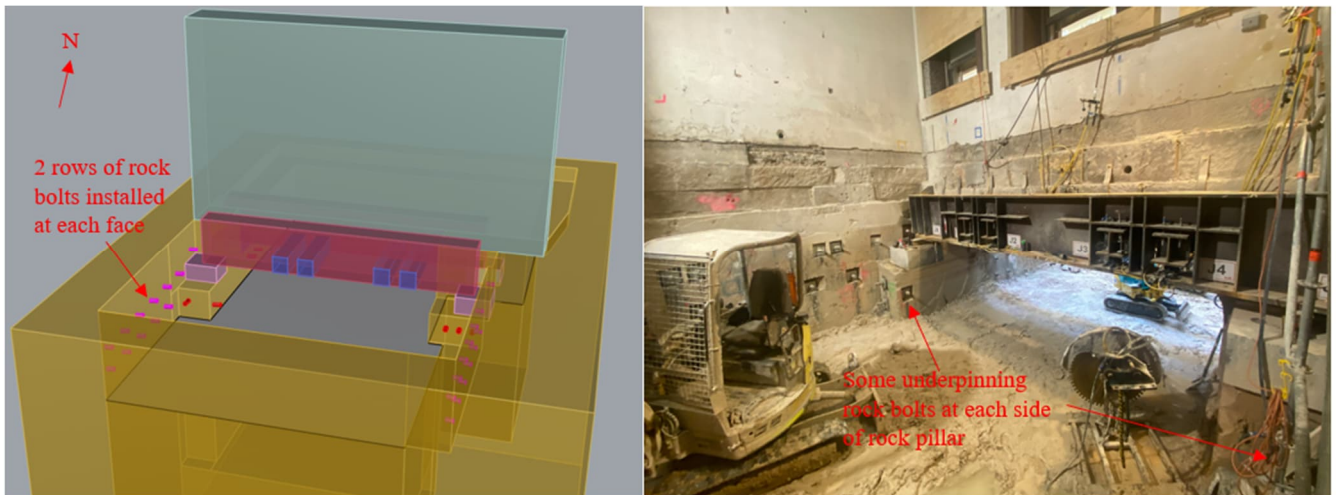 N
2 rows of rock
bolts installed
at each face
J2
J3
J4
Some underpinning
rock bolts at each side
of rock pillar